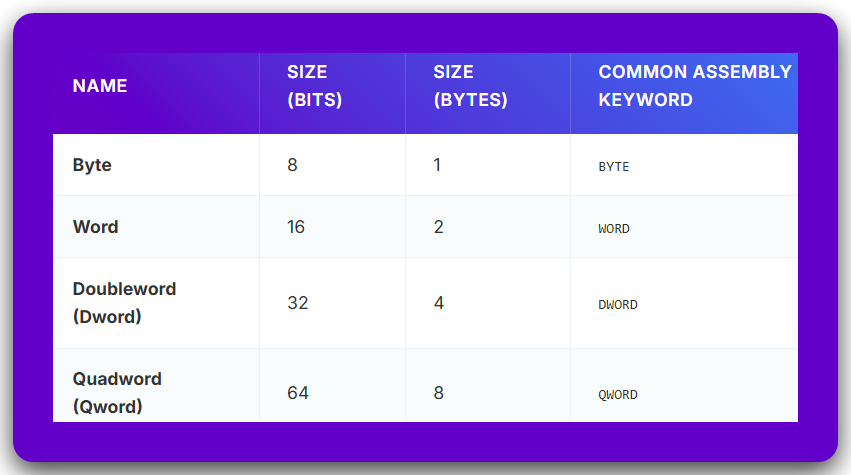 NAME
SIZE
(BITS)
SIZE
(BYTES)
COMMON ASSEMBLY
KEYWORD
Byte 8 1 BYTE
Word 16 2 WORD
Doubleword
(Dword) 32 4 DWORD
Quadword
(Qword) 64 8 QWORD